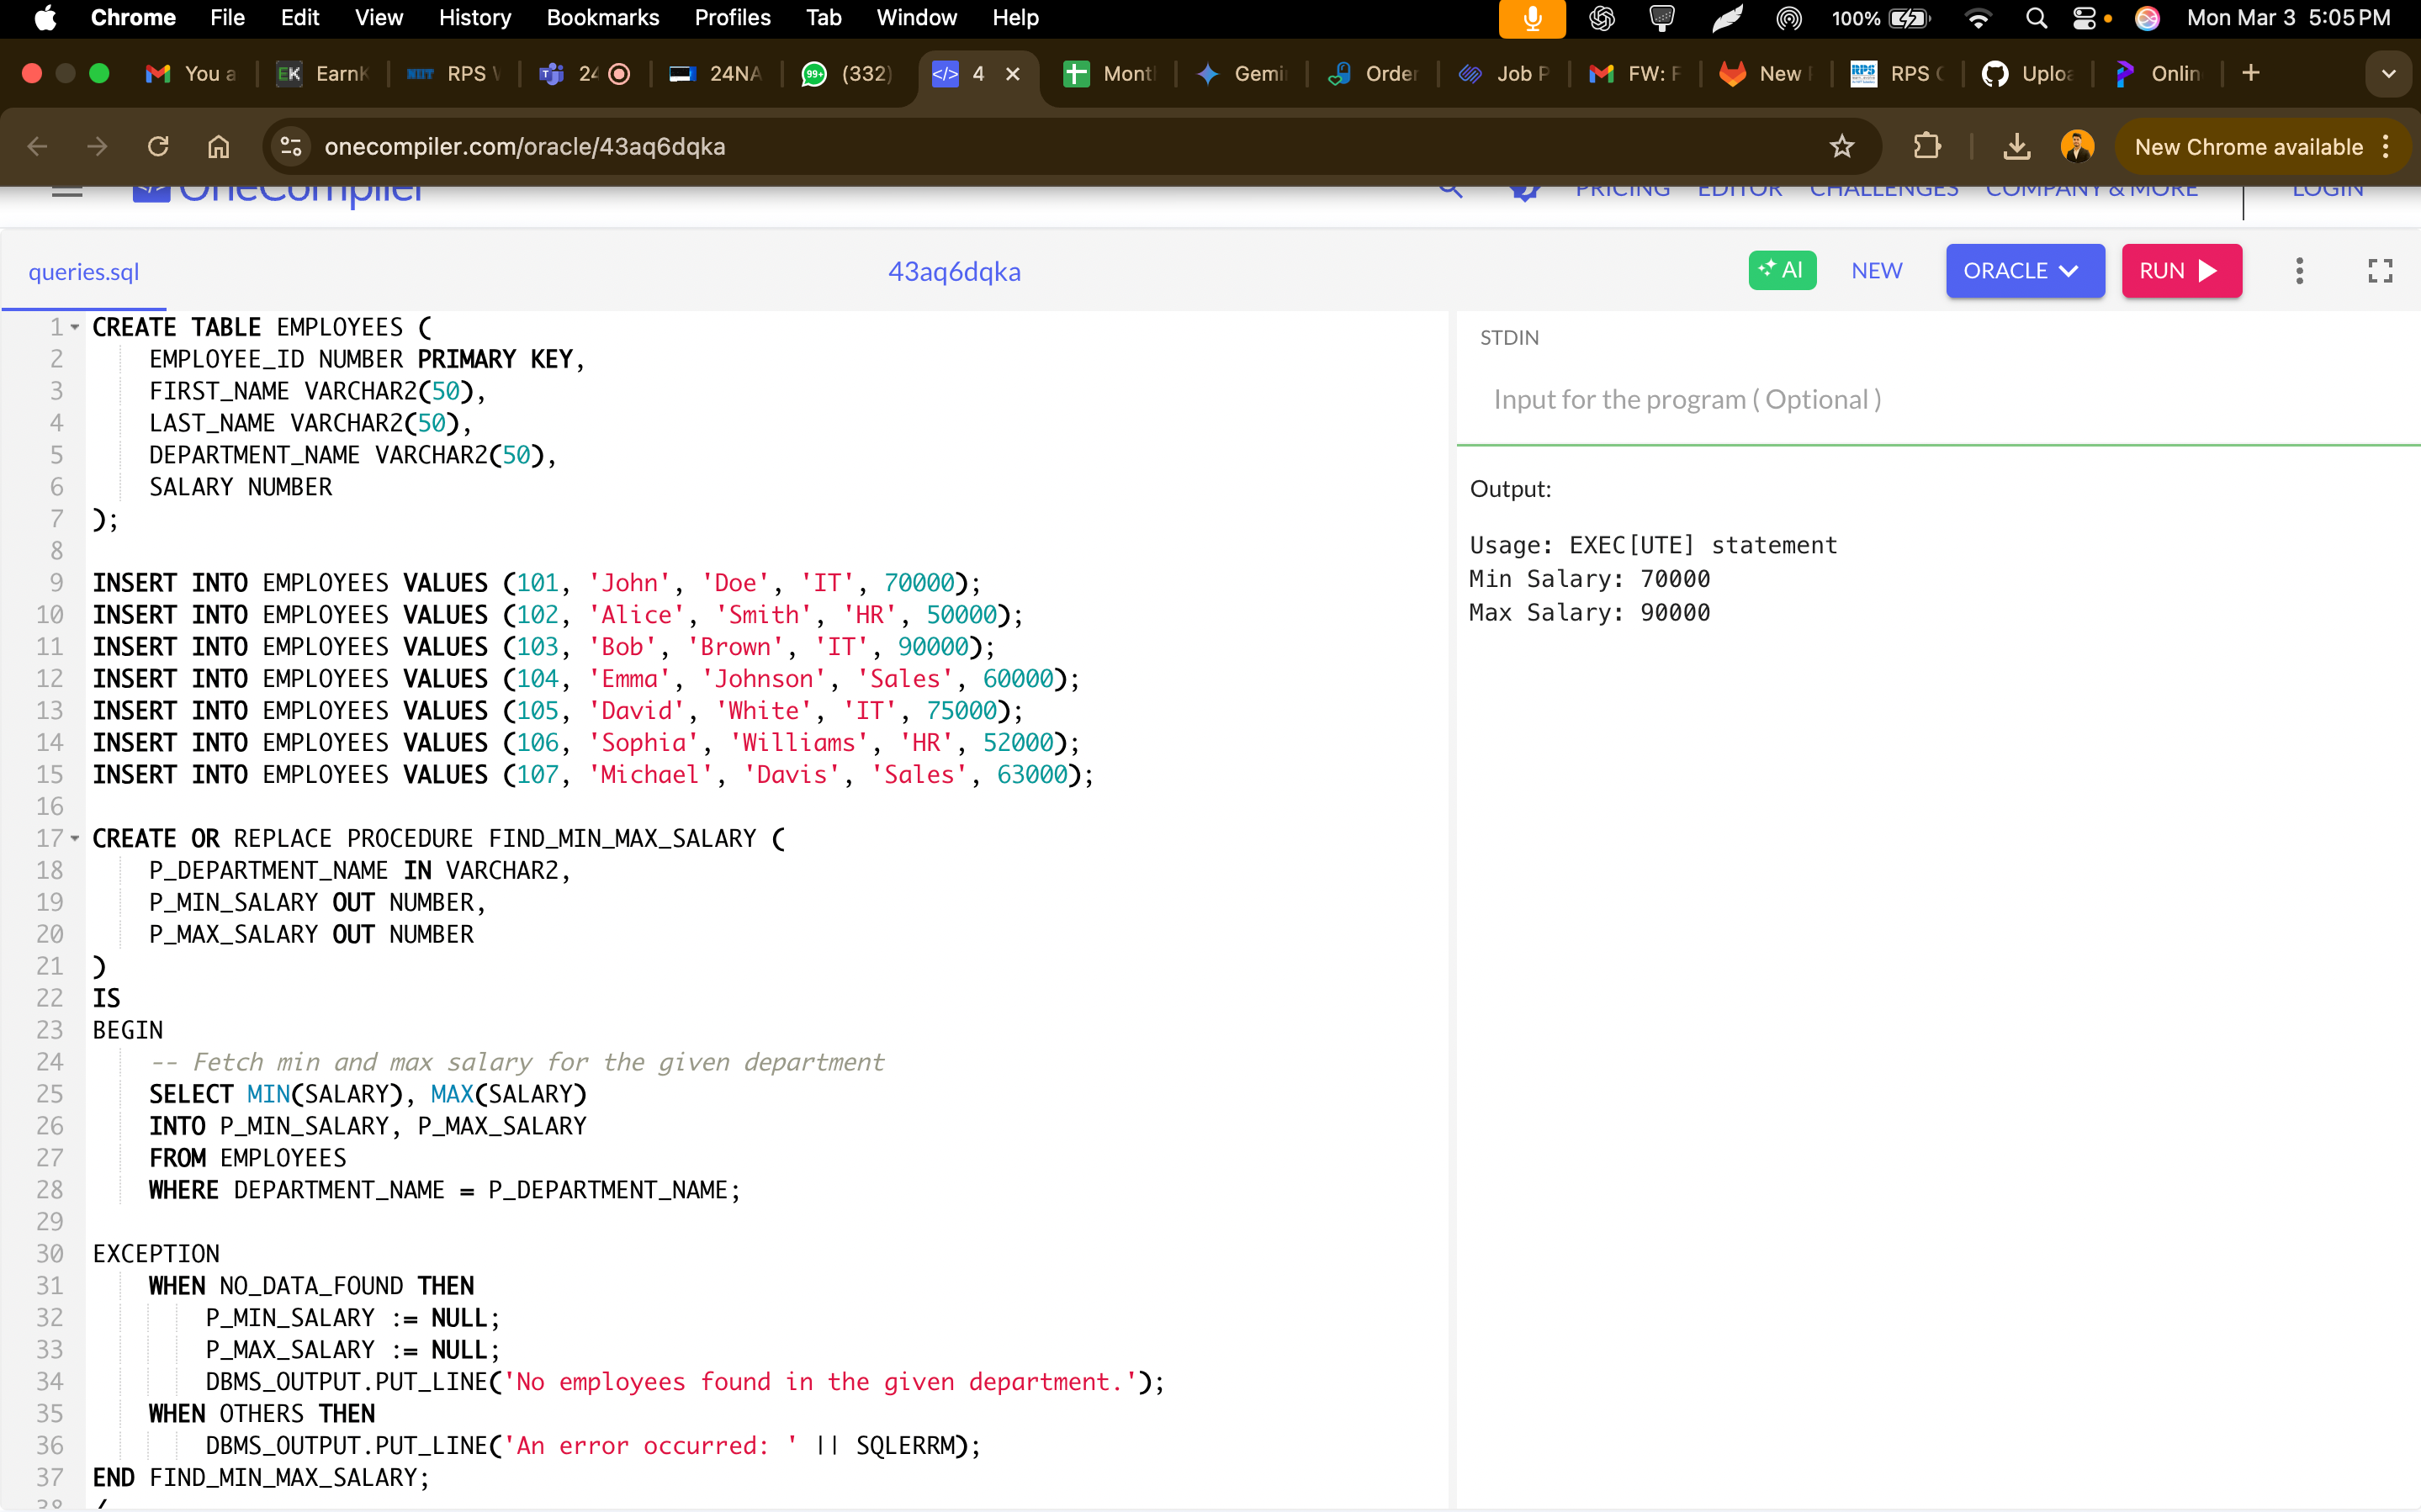 Chrome File Edit View History Bookmarks Profiles Tab Window Help 100% Mon Mar 3 5:05 PM
You a EK Earnk NIIT RPS 24 24NA 99+ (332) </> 4 Mont Gemi Order Job P FW: F New RPS RPS Uploa Onlin
onecompiler.com/oracle/43aq6dqka New Chrome available
OneCompiler PRICING EDITOR CHALLENGES COMPANY & MORE LOGIN
queries.sql 43aq6dqka AI NEW ORACLE RUN
1 CREATE TABLE EMPLOYEES (
2 EMPLOYEE_ID NUMBER PRIMARY KEY,
3 FIRST_NAME VARCHAR2(50),
4 LAST_NAME VARCHAR2(50),
5 DEPARTMENT_NAME VARCHAR2(50),
6 SALARY NUMBER
7 );
8
9 INSERT INTO EMPLOYEES VALUES (101, 'John', 'Doe', 'IT', 70000);
10 INSERT INTO EMPLOYEES VALUES (102, 'Alice', 'Smith', 'HR', 50000);
11 INSERT INTO EMPLOYEES VALUES (103, 'Bob', 'Brown', 'IT', 90000);
12 INSERT INTO EMPLOYEES VALUES (104, 'Emma', 'Johnson', 'Sales', 60000);
13 INSERT INTO EMPLOYEES VALUES (105, 'David', 'White', 'IT', 75000);
14 INSERT INTO EMPLOYEES VALUES (106, 'Sophia', 'Williams', 'HR', 52000);
15 INSERT INTO EMPLOYEES VALUES (107, 'Michael', 'Davis', 'Sales', 63000);
16
17 CREATE OR REPLACE PROCEDURE FIND_MIN_MAX_SALARY (
18 P_DEPARTMENT_NAME IN VARCHAR2,
19 P_MIN_SALARY OUT NUMBER,
20 P_MAX_SALARY OUT NUMBER
21 )
22 IS
23 BEGIN
24 -- Fetch min and max salary for the given department
25 SELECT MIN(SALARY), MAX(SALARY)
26 INTO P_MIN_SALARY, P_MAX_SALARY
27 FROM EMPLOYEES
28 WHERE DEPARTMENT_NAME = P_DEPARTMENT_NAME;
29
30 EXCEPTION
31 WHEN NO_DATA_FOUND THEN
32 P_MIN_SALARY := NULL;
33 P_MAX_SALARY := NULL;
34 DBMS_OUTPUT.PUT_LINE('No employees found in the given department.');
35 WHEN OTHERS THEN
36 DBMS_OUTPUT.PUT_LINE('An error occurred: ' || SQLERRM);
37 END FIND_MIN_MAX_SALARY;
38 /
STDIN
Input for the program ( Optional )
Output:
Usage: EXEC[UTE] statement
Min Salary: 70000
Max Salary: 90000